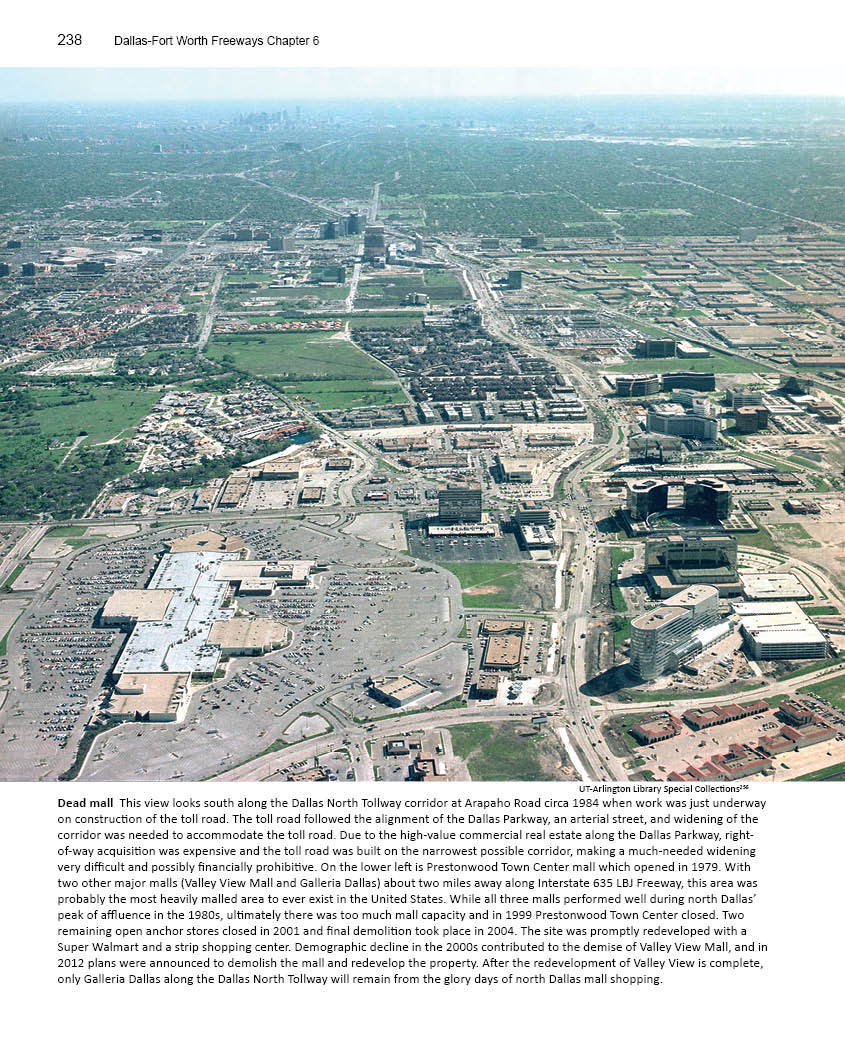 238 Dallas-Fort Worth Freeways Chapter 6
UT-Arlington Library Special Collections²⁵⁶
Dead mall This view looks south along the Dallas North Tollway corridor at Arapaho Road circa 1984 when work was just underway
on construction of the toll road. The toll road followed the alignment of the Dallas Parkway, an arterial street, and widening of the
corridor was needed to accommodate the toll road. Due to the high-value commercial real estate along the Dallas Parkway, right-
of-way acquisition was expensive and the toll road was built on the narrowest possible corridor, making a much-needed widening
very difficult and possibly financially prohibitive. On the lower left is Prestonwood Town Center mall which opened in 1979. With
two other major malls (Valley View Mall and Galleria Dallas) about two miles away along Interstate 635 LBJ Freeway, this area was
probably the most heavily malled area to ever exist in the United States. While all three malls performed well during north Dallas'
peak of affluence in the 1980s, ultimately there was too much mall capacity and in 1999 Prestonwood Town Center closed. Two
remaining open anchor stores closed in 2001 and final demolition took place in 2004. The site was promptly redeveloped with a
Super Walmart and a strip shopping center. Demographic decline in the 2000s contributed to the demise of Valley View Mall, and in
2012 plans were announced to demolish the mall and redevelop the property. After the redevelopment of Valley View is complete,
only Galleria Dallas along the Dallas North Tollway will remain from the glory days of north Dallas mall shopping.